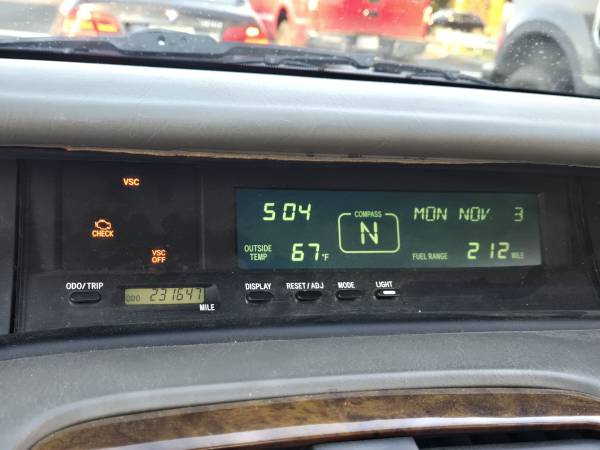 VSC
CHECK
VSC
OFF
5 04
COMPASS
N
MON NOV 3
OUTSIDE
TEMP
67°F
FUEL RANGE
212 MILE
ODO/TRIP
ODO 231647
MILE
DISPLAY
RESET/ADJ
MODE
LIGHT